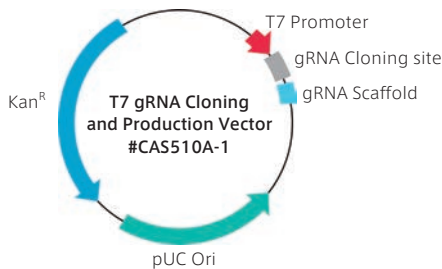 T7 Promoter
gRNA Cloning site
gRNA Scaffold
Kan^R
T7 gRNA Cloning
and Production Vector
#CAS510A-1
pUC Ori